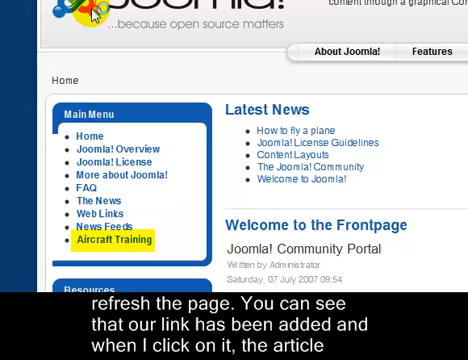 Joomla!
...because open source matters
content through a graphical Con
About Joomla! Features
Home
Main Menu
Home
Joomla! Overview
Joomla! License
More about Joomla!
FAQ
The News
Web Links
News Feeds
Aircraft Training
Resources
Latest News
How to fly a plane
Joomla! License Guidelines
Content Layouts
The Joomla! Community
Welcome to Joomla!
Welcome to the Frontpage
Joomla! Community Portal
Written by Administrator
Saturday, 07 July 2007 09:54
refresh the page. You can see
that our link has been added and
when I click on it, the article